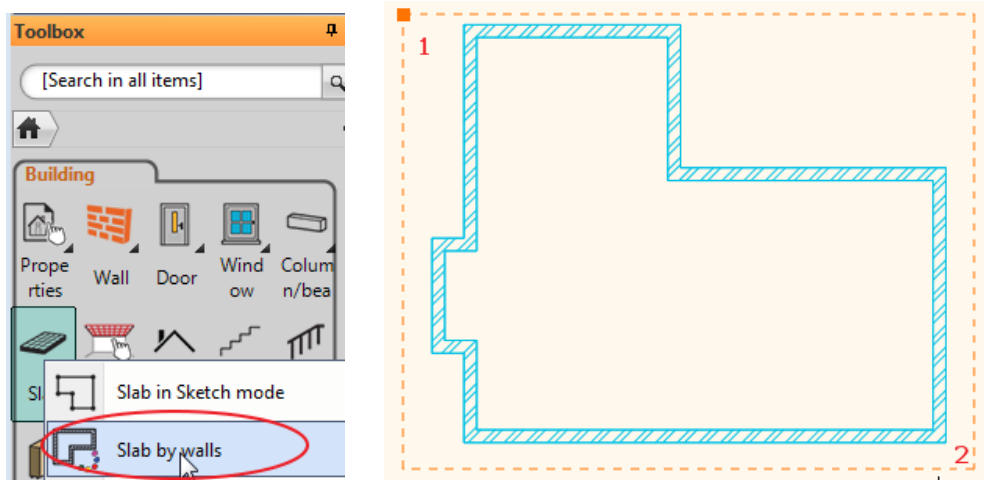 Toolbox
[Search in all items]
Building
Prope
rties
Wall
Door
Wind
ow
Colum
n/bea
Sl
Slab in Sketch mode
Slab by walls
1
2